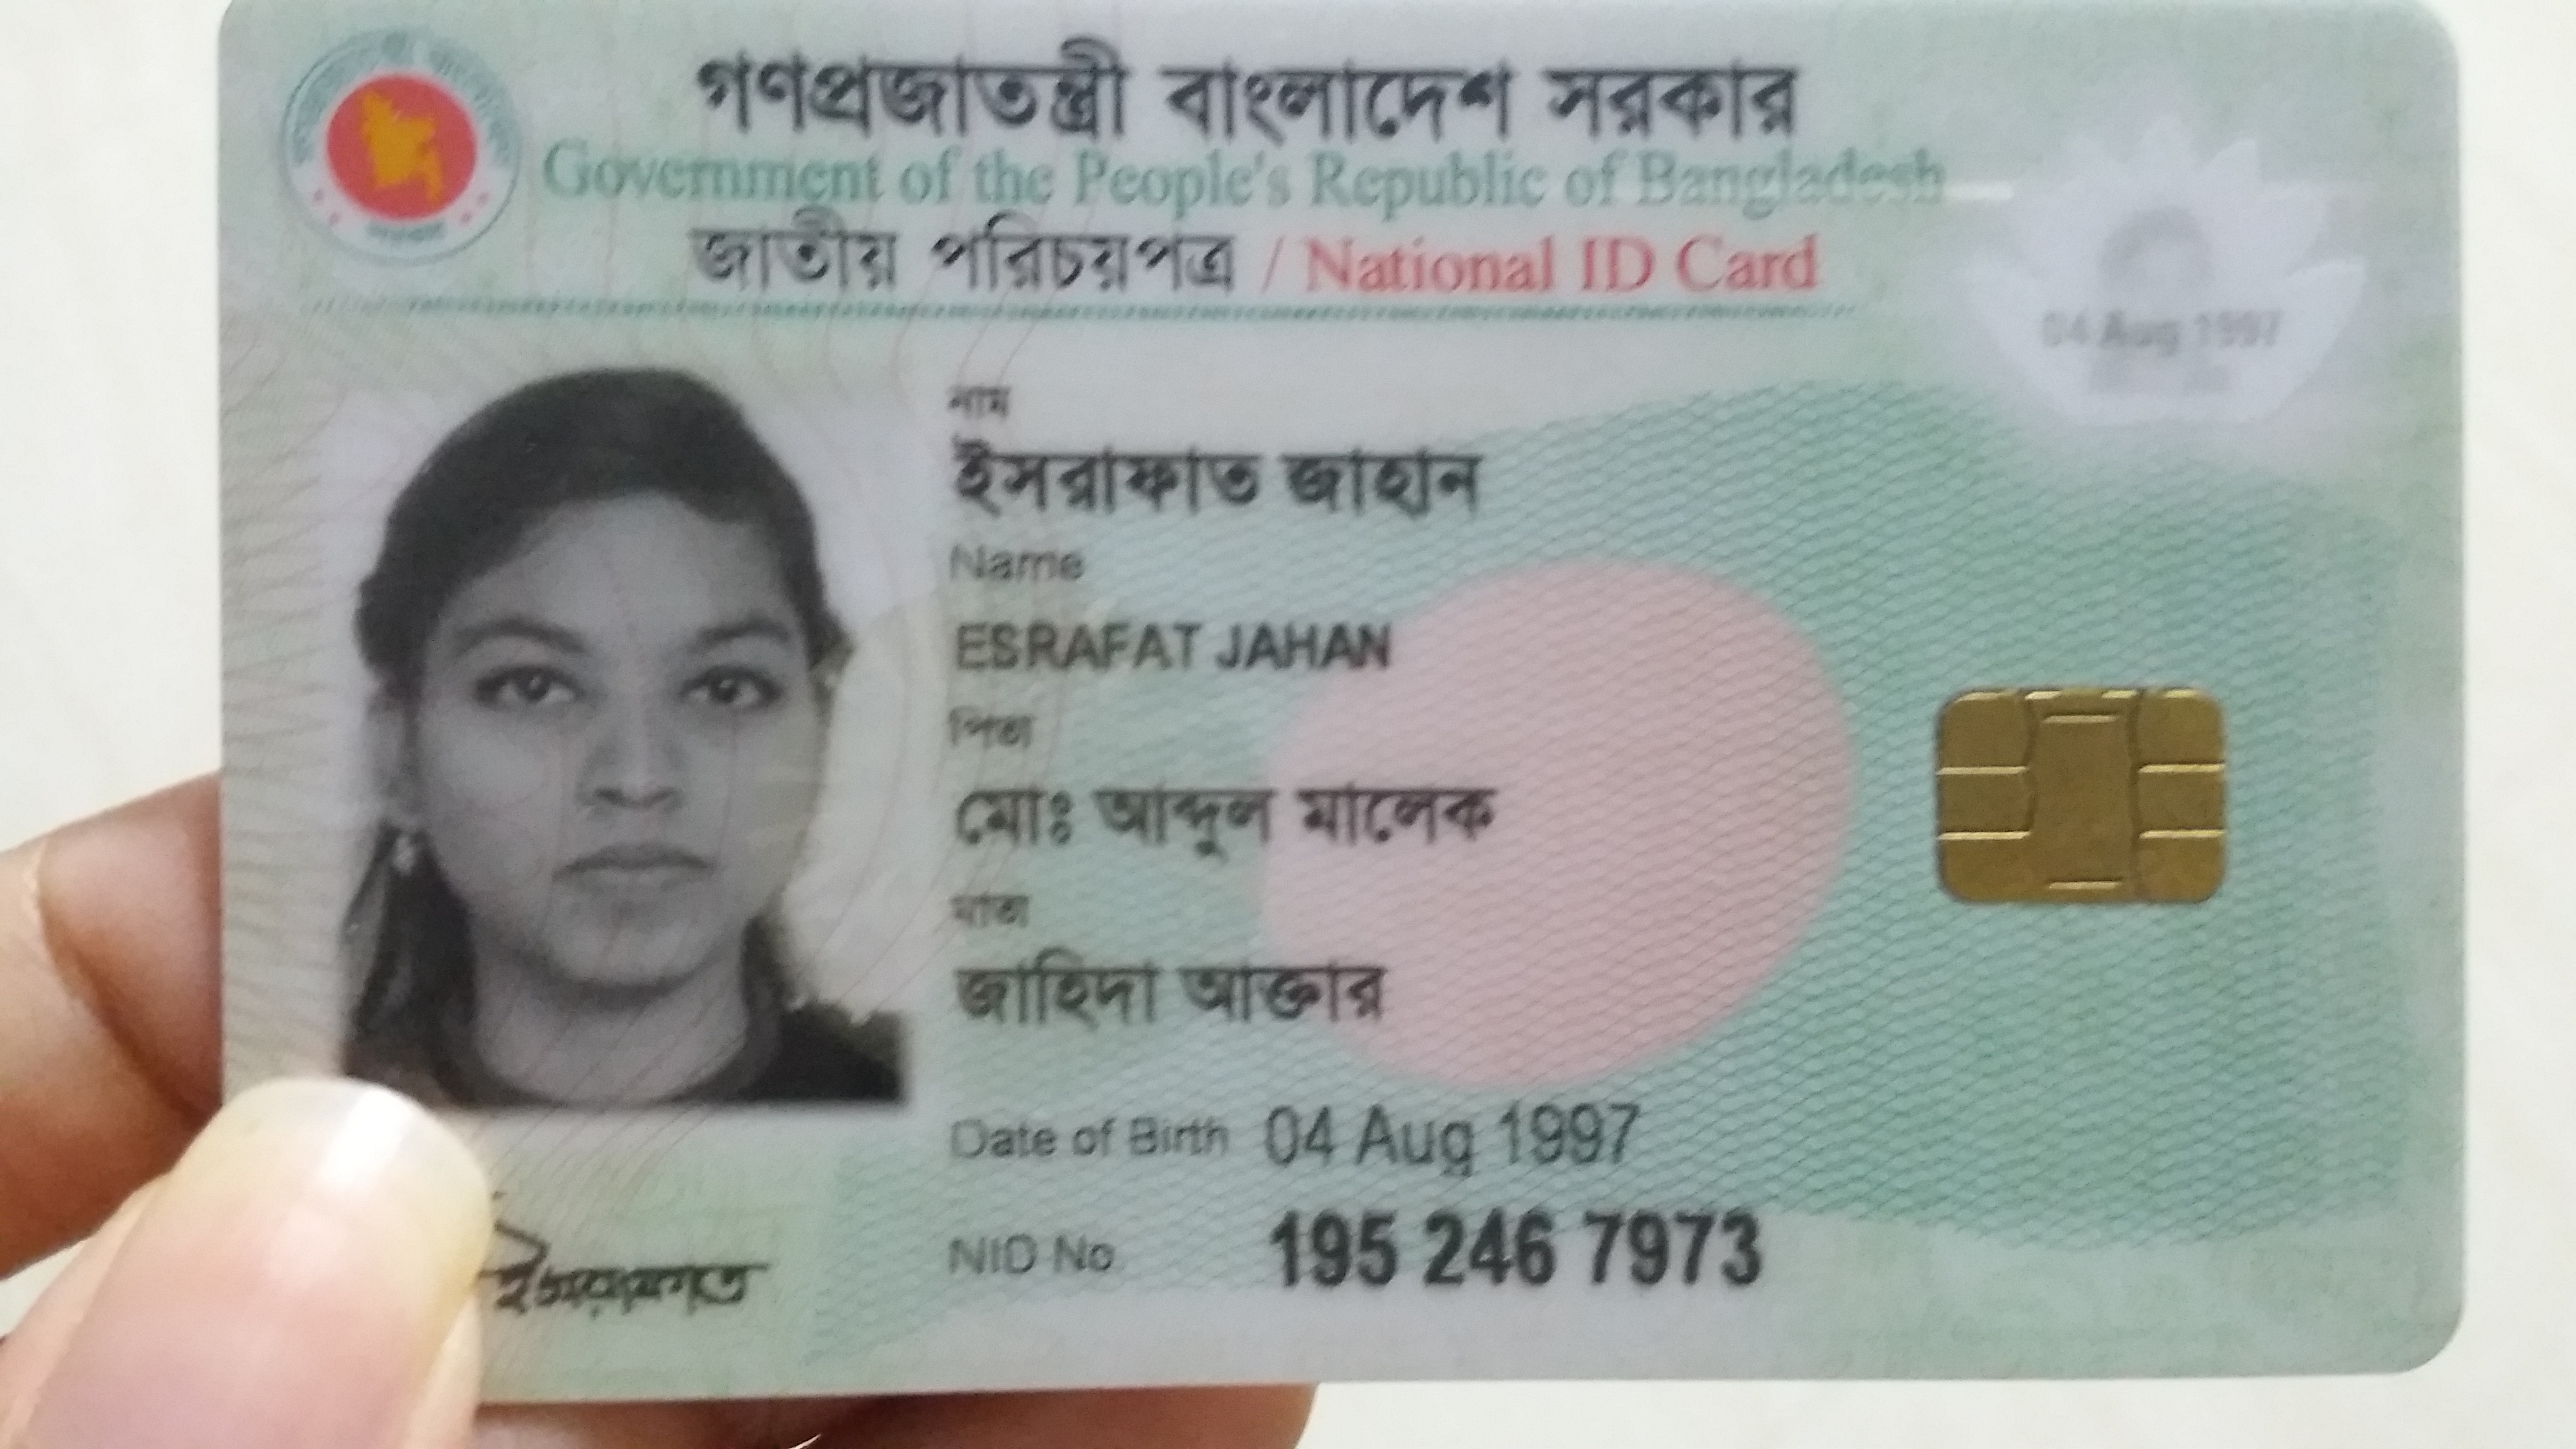 গণপ্রজাতন্ত্রী বাংলাদেশ সরকার
Government of the People's Republic of Bangladesh
জাতীয় পরিচয়পত্র / National ID Card
04 Aug 1997
নাম
ইসরাফাত জাহান
Name
ESRAFAT JAHAN
পিতা
মোঃ আব্দুল মালেক
মাতা
জাহিদা আক্তার
Date of Birth 04 Aug 1997
NID No 195 246 7973
ইসরাফাত